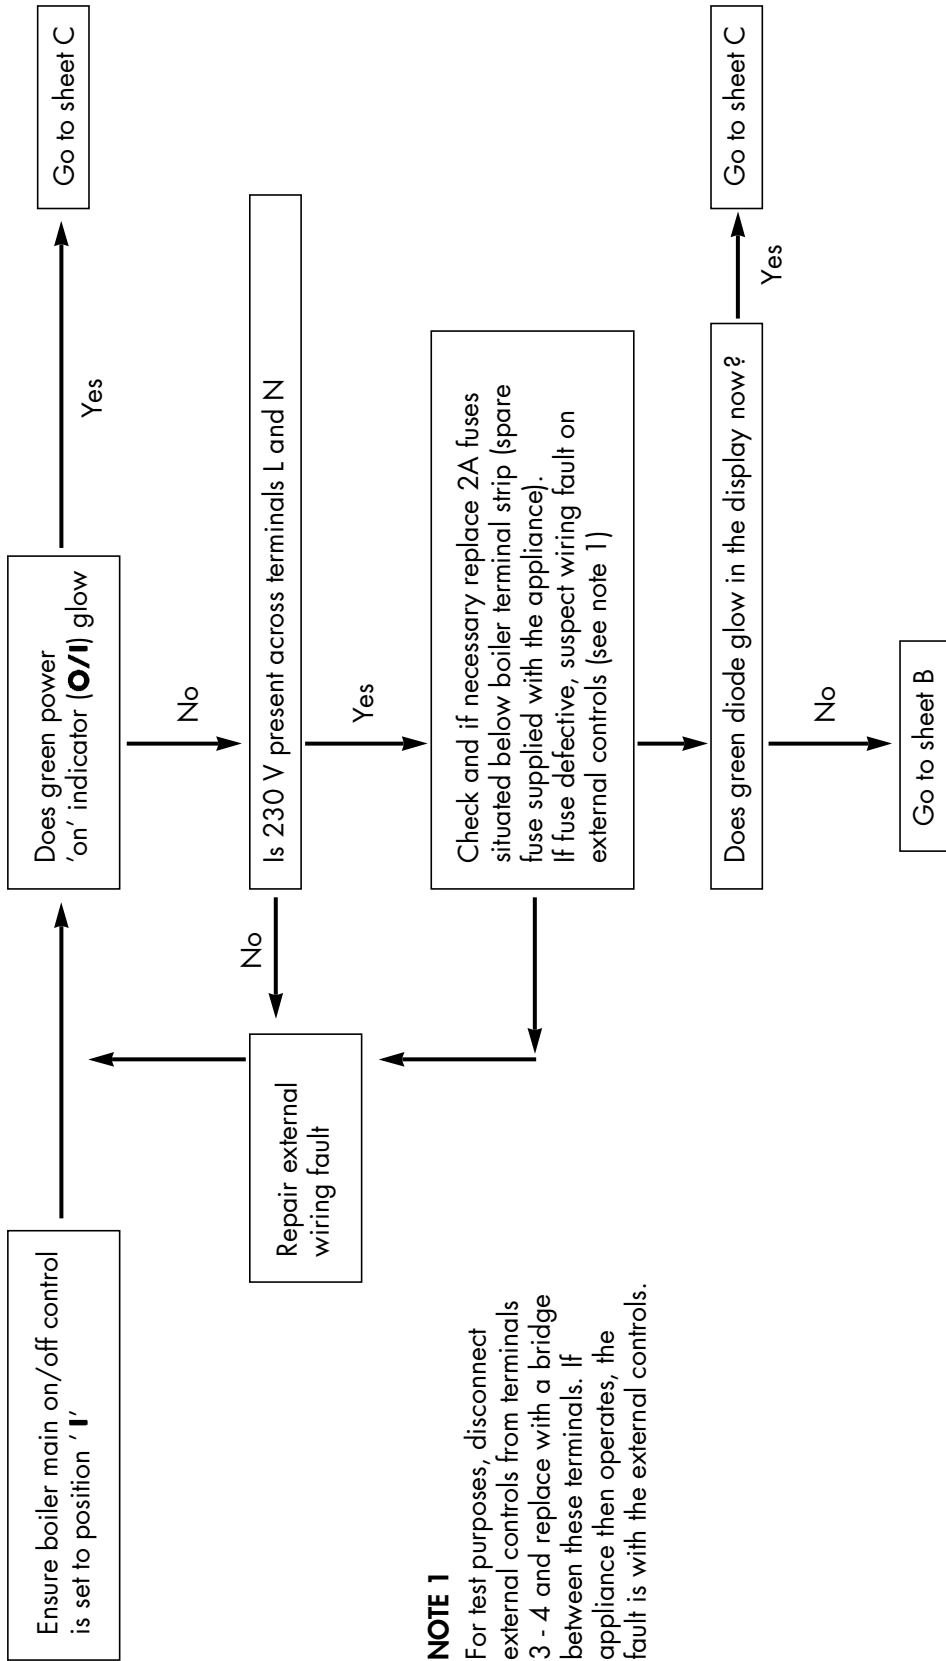 Ensure boiler main on/off control
is set to position ' I'
Does green power
'on' indicator (O/I) glow
Yes
Go to sheet C
No
Is 230 V present across terminals L and N
No
Repair external
wiring fault
Yes
Check and if necessary replace 2A fuses
situated below boiler terminal strip (spare
fuse supplied with the appliance).
If fuse defective, suspect wiring fault on
external controls (see note 1)
Does green diode glow in the display now?
Yes
Go to sheet C
No
Go to sheet B
NOTE 1
For test purposes, disconnect
external controls from terminals
3 - 4 and replace with a bridge
between these terminals. If
appliance then operates, the
fault is with the external controls.